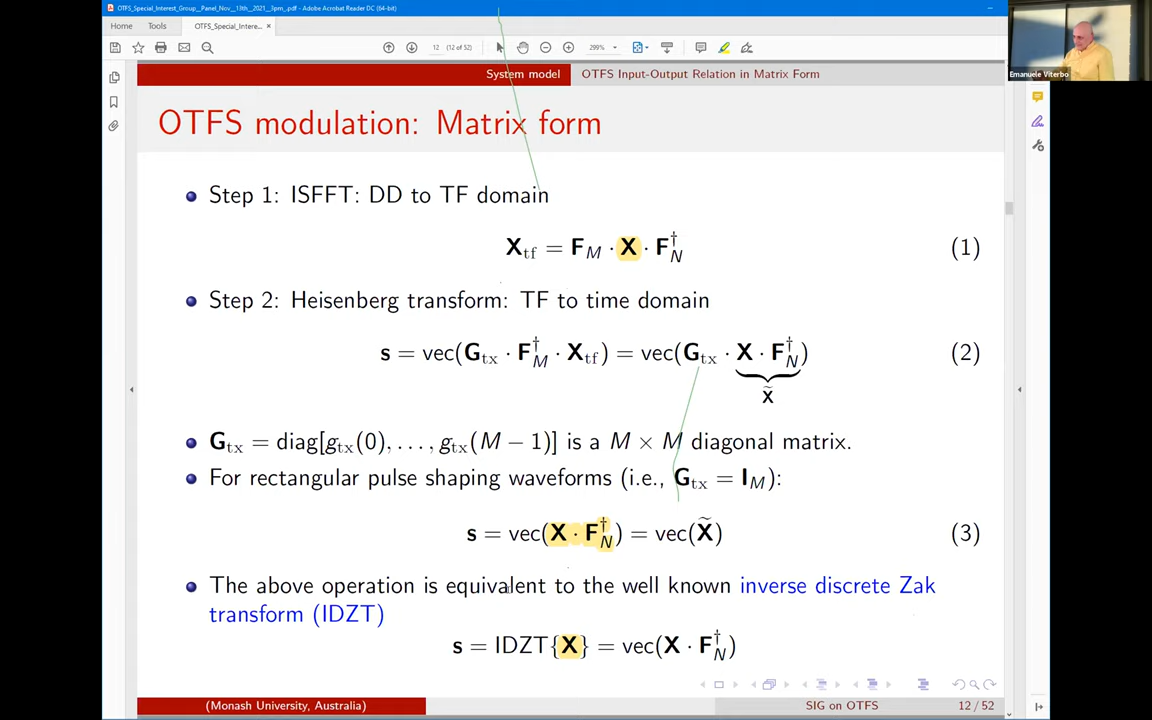 OTFS_Special_Interest_Group_Panel_Nov__13th__2021__3pm_.pdf - Adobe Acrobat Reader DC (64-bit)
Home Tools OTFS_Special_Intere... ×
12 (12 of 52) 299%
Emanuele Viterbo
System model OTFS Input-Output Relation in Matrix Form
OTFS modulation: Matrix form
Step 1: ISFFT: DD to TF domain
X_tf = F_M · X · F_N^† (1)
Step 2: Heisenberg transform: TF to time domain
s = vec(G_tx · F_M^† · X_tf) = vec(G_tx · X · F_N^†) (2)
X̃
G_tx = diag[g_tx(0), . . . , g_tx(M − 1)] is a M × M diagonal matrix.
For rectangular pulse shaping waveforms (i.e., G_tx = I_M):
s = vec(X · F_N^†) = vec(X̃) (3)
The above operation is equivalent to the well known inverse discrete Zak
transform (IDZT)
s = IDZT{X} = vec(X · F_N^†)
(Monash University, Australia) SIG on OTFS 12 / 52